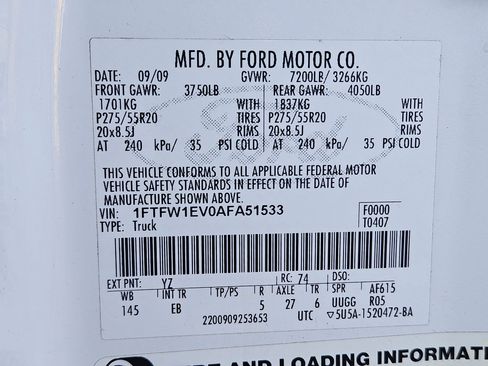 MFD. BY FORD MOTOR CO.
DATE: 09/09 GVWR: 7200LB/ 3266KG
FRONT GAWR: 3750LB REAR GAWR: 4050LB
1701KG WITH 1837KG WITH
P275/55R20 TIRES P275/55R20 TIRES
20x8.5J RIMS 20x8.5J RIMS
AT 240 kPa/ 35 PSI COLD AT 240 kPa/ 35 PSI COLD
THIS VEHICLE CONFORMS TO ALL APPLICABLE FEDERAL MOTOR
VEHICLE SAFETY STANDARDS IN EFFECT ON THE DATE OF
MANUFACTURE SHOWN ABOVE.
VIN: 1FTFW1EV0AFA51533 F0000
TYPE: Truck T0407
EXT PNT: YZ RC: 74 DSO:
WB INT TR TP/PS R AXLE TR SPR AF615
145 EB 5 27 6 UUGG R05
2200909253653 UTC ▽5U5A-1520472-BA
AND LOADING INFORMATI